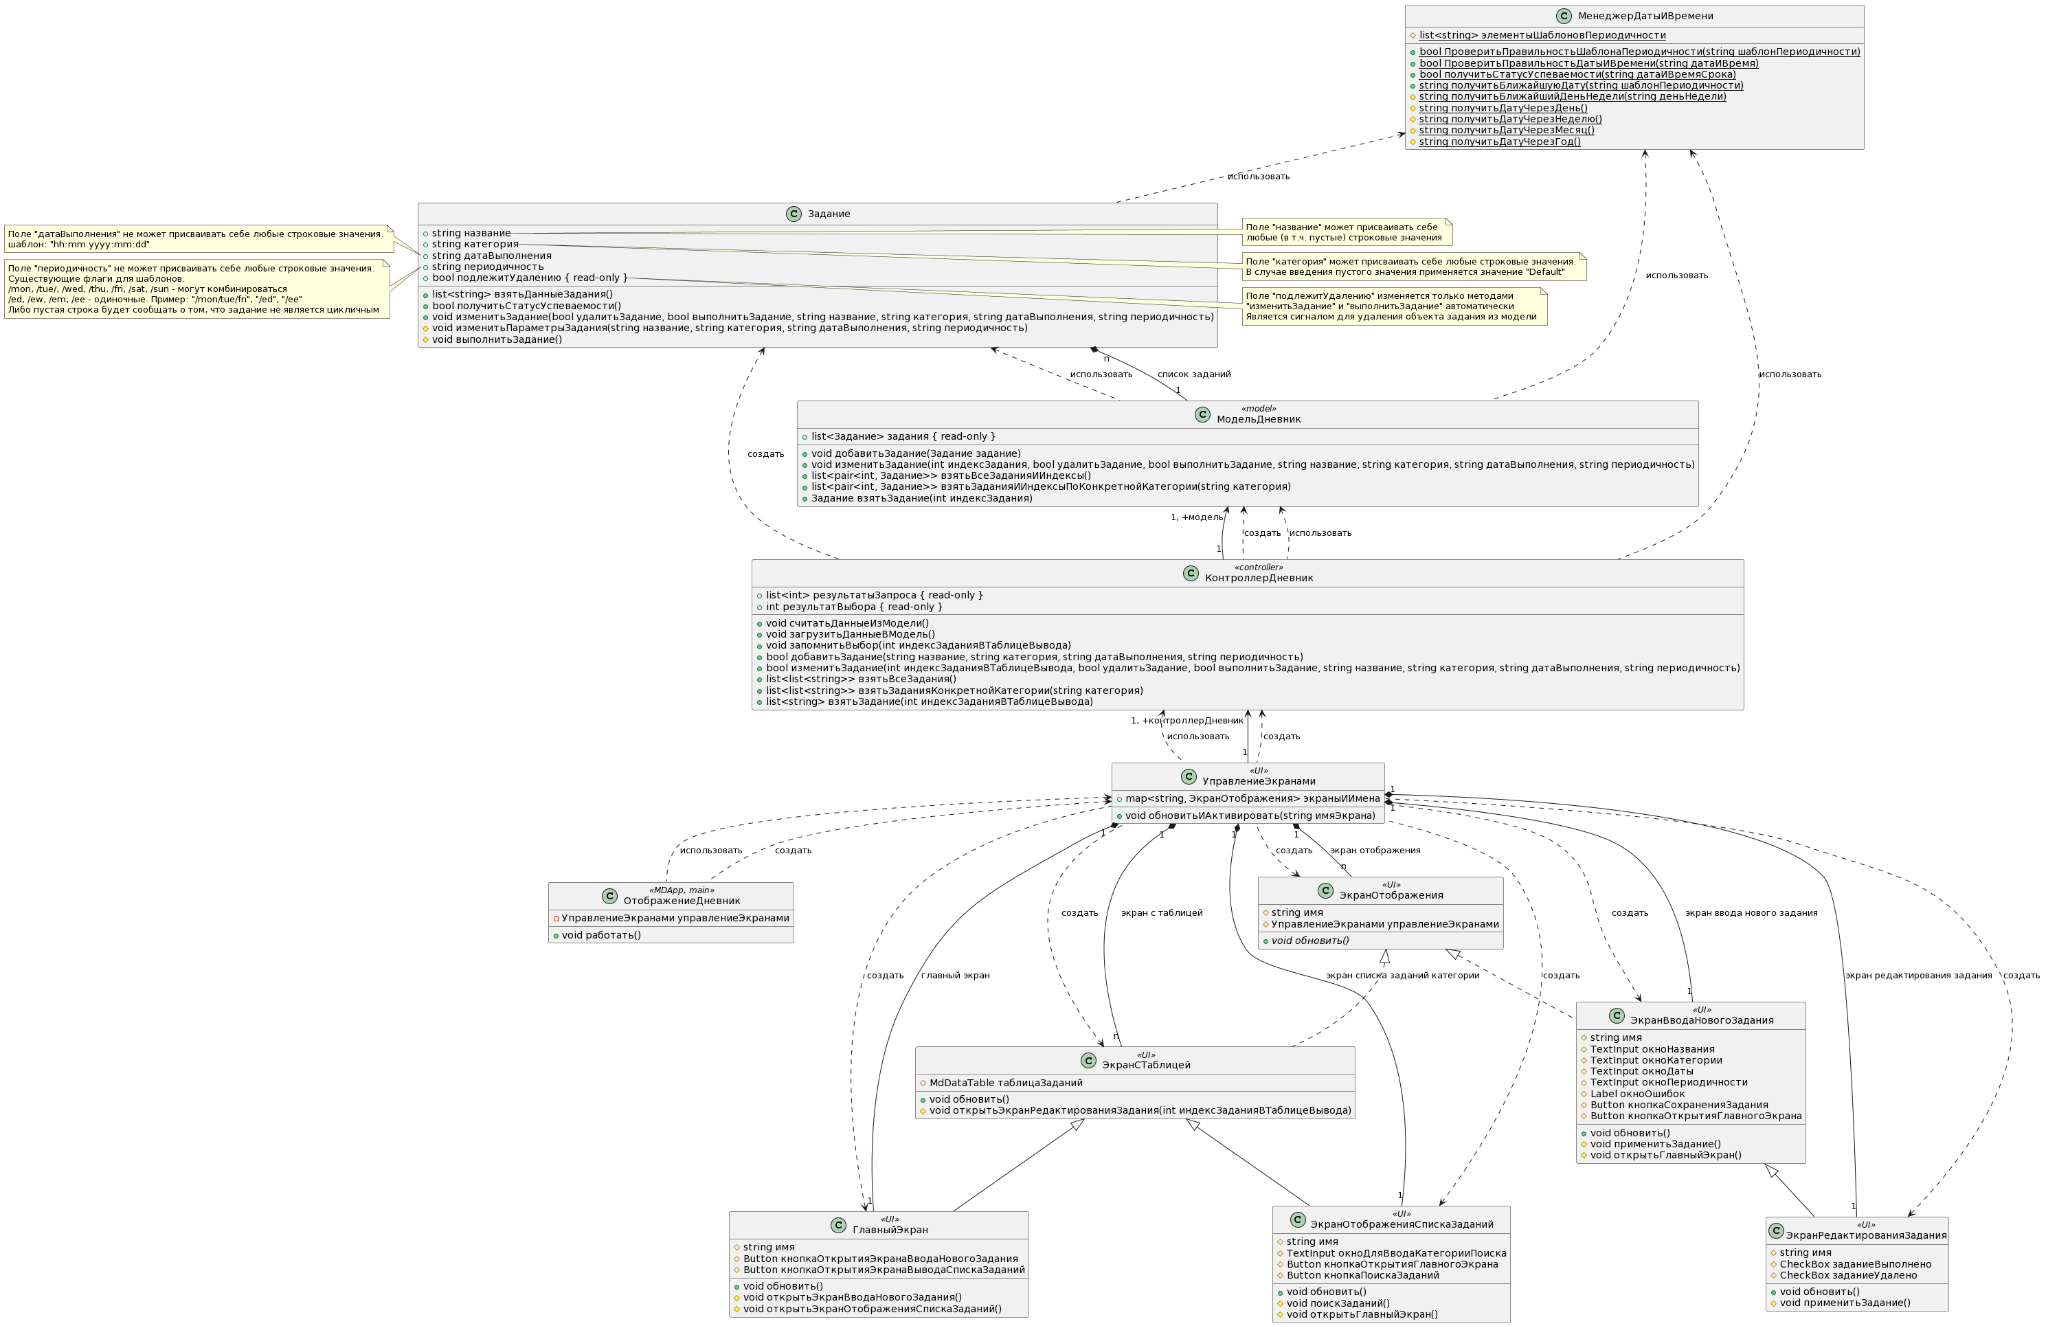 МенеджерДатыИВремени
list<string> элементыШаблоновПериодичности
bool ПроверитьПравильностьШаблонаПериодичности(string шаблонПериодичности)
bool ПроверитьПравильностьДатыИВремени(string датаИВремя)
bool получитьСтатусУспеваемости(string датаИВремяСрока)
string получитьБлижайшуюДату(string шаблонПериодичности)
string получитьБлижайшийДеньНедели(string деньНедели)
string получитьДатуЧерезДень()
string получитьДатуЧерезНеделю()
string получитьДатуЧерезМесяц()
string получитьДатуЧерезГод()
использовать
Поле "датаВыполнения" не может присваивать себе любые строковые значения.
шаблон: "hh:mm yyyy:mm:dd"
Поле "периодичность" не может присваивать себе любые строковые значения.
Существующие флаги для шаблонов:
/mon, /tue/, /wed, /thu, /fri, /sat, /sun - могут комбинироваться
/ed, /ew, /em, /ee - одиночные. Пример: "/mon/tue/fri", "/ed", "/ee"
Либо пустая строка будет сообщать о том, что задание не является цикличным
Задание
string название
string категория
string датаВыполнения
string периодичность
bool подлежитУдалению { read-only }
list<string> взятьДанныеЗадания()
bool получитьСтатусУспеваемости()
void изменитьЗадание(bool удалитьЗадание, bool выполнитьЗадание, string название, string категория, string датаВыполнения, string периодичность)
void изменитьПараметрыЗадания(string название, string категория, string датаВыполнения, string периодичность)
void выполнитьЗадание()
Поле "название" может присваивать себе
любые (в т.ч. пустые) строковые значения
Поле "категория" может присваивать себе любые строковые значения.
В случае введения пустого значения применяется значение "Default"
Поле "подлежитУдалению" изменяется только методами
"изменитьЗадание" и "выполнитьЗадание" автоматически
Является сигналом для удаления объекта задания из модели
использовать
n
использовать
список заданий
использовать
1
создать
«model»
МодельДневник
list<Задание> задания { read-only }
void добавитьЗадание(Задание задание)
void изменитьЗадание(int индексЗадания, bool удалитьЗадание, bool выполнитьЗадание, string название, string категория, string датаВыполнения, string периодичность)
list<pair<int, Задание>> взятьВсеЗаданияИИндексы()
list<pair<int, Задание>> взятьЗаданияИИндексыПоКонкретнойКатегории(string категория)
Задание взятьЗадание(int индексЗадания)
1, +модель
создать
использовать
1
«controller»
КонтроллерДневник
list<int> результатыЗапроса { read-only }
int результатВыбора { read-only }
void считатьДанныеИзМодели()
void загрузитьДанныеВМодель()
void запомнитьВыбор(int индексЗаданияВТаблицеВывода)
bool добавитьЗадание(string название, string категория, string датаВыполнения, string периодичность)
bool изменитьЗадание(int индексЗаданияВТаблицеВывода, bool удалитьЗадание, bool выполнитьЗадание, string название, string категория, string датаВыполнения, string периодичность)
list<list<string>> взятьВсеЗадания()
list<list<string>> взятьЗаданияКонкретнойКатегории(string категория)
list<string> взятьЗадание(int индексЗаданияВТаблицеВывода)
1, +контроллерДневник
использовать
создать
1
«UI»
УправлениеЭкранами
map<string, ЭкранОтображения> экраныИИмена
void обновитьИАктивировать(string имяЭкрана)
1
1
1
1
1
1
использовать
создать
создать
экран отображения
n
«MDApp, main»
ОтображениеДневник
УправлениеЭкранами управлениеЭкранами
void работать()
«UI»
ЭкранОтображения
string имя
УправлениеЭкранами управлениеЭкранами
void обновить()
создать
экран с таблицей
создать
экран ввода нового задания
создать
главный экран
экран списка заданий категории
создать
экран редактирования задания
создать
n
«UI»
ЭкранСТаблицей
MdDataTable таблицаЗаданий
void обновить()
void открытьЭкранРедактированияЗадания(int индексЗаданияВТаблицеВывода)
1
«UI»
ЭкранВводаНовогоЗадания
string имя
TextInput окноНазвания
TextInput окноКатегории
TextInput окноДаты
TextInput окноПериодичности
Label окноОшибок
Button кнопкаСохраненияЗадания
Button кнопкаОткрытияГлавногоЭкрана
void обновить()
void применитьЗадание()
void открытьГлавныйЭкран()
1
«UI»
ГлавныйЭкран
string имя
Button кнопкаОткрытияЭкранаВводаНовогоЗадания
Button кнопкаОткрытияЭкранаВыводаСпискаЗаданий
void обновить()
void открытьЭкранВводаНовогоЗадания()
void открытьЭкранОтображенияСпискаЗаданий()
1
«UI»
ЭкранОтображенияСпискаЗаданий
string имя
TextInput окноДляВводаКатегорииПоиска
Button кнопкаОткрытияГлавногоЭкрана
Button кнопкаПоискаЗаданий
void обновить()
void поискЗаданий()
void открытьГлавныйЭкран()
1
«UI»
ЭкранРедактированияЗадания
string имя
CheckBox заданиеВыполнено
CheckBox заданиеУдалено
void обновить()
void применитьЗадание()